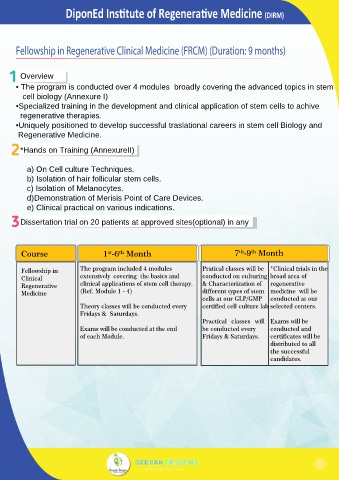 DiponEd Institute of Regenerative Medicine (DIRM)
Fellowship in Regenerative Clinical Medicine (FRCM) (Duration: 9 months)
1 Overview
• The program is conducted over 4 modules broadly covering the advanced topics in stem
cell biology (Annexure I)
•Specialized training in the development and clinical application of stem cells to achive
regenerative therapies.
•Uniquely positioned to develop successful traslational careers in stem cell Biology and
Regenerative Medicine.
2 *Hands on Training (AnnexureII)
a) On Cell culture Techniques.
b) Isolation of hair follicular stem cells.
c) Isolation of Melanocytes.
d)Demonstration of Merisis Point of Care Devices.
e) Clinical practical on various indications.
3 Dissertation trial on 20 patients at approved sites(optional) in any
Course
1st-6th Month
7th-9th Month
Fellowship in
Clinical
Regenerative
Medicine
The program included 4 modules
extensively covering the basics and
clinical applications of stem cell therapy.
(Ref. Module 1 - 4)
Theory classes will be conducted every
Fridays & Saturdays.
Exams will be conducted at the end
of each Module.
Pratical classes will be
conducted on culturing
& Characterization of
different types of stem
cells at our GLP/GMP
certified cell culture lab
Practical classes will
be conducted every
Fridays & Saturdays.
*Clinical trials in the
broad area of
regenerative
medicine will be
conducted at our
selected centers.
Exams will be
conducted and
certificates will be
distributed to all
the successful
candidates.
DEEPAK DESIGNS